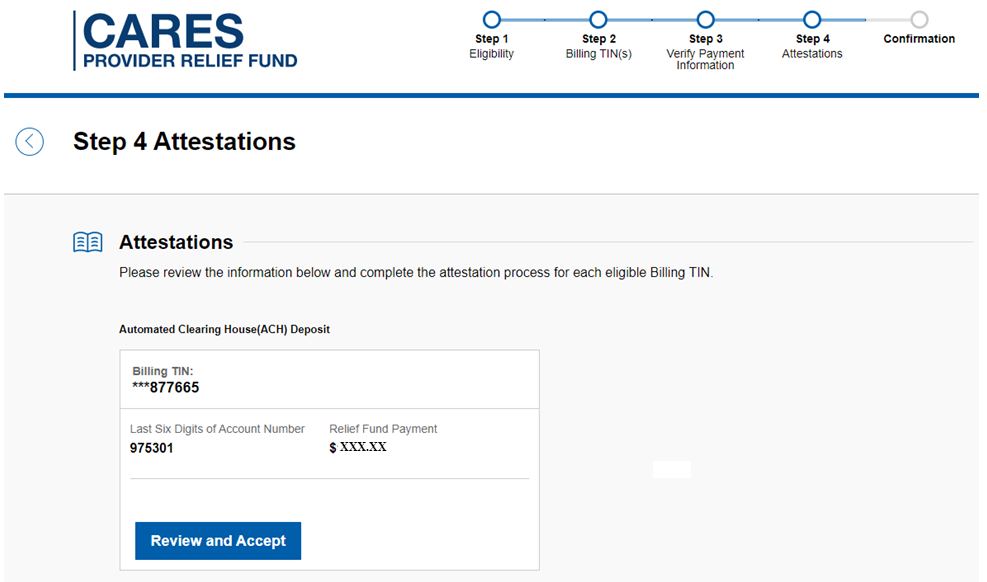 CARES
PROVIDER RELIEF FUND
Step 1
Eligibility
Step 2
Billing TIN(s)
Step 3
Verify Payment
Information
Step 4
Attestations
Confirmation
Step 4 Attestations
Attestations
Please review the information below and complete the attestation process for each eligible Billing TIN.
Automated Clearing House(ACH) Deposit
Billing TIN:
***877665
Last Six Digits of Account Number
975301
Relief Fund Payment
$ XXX.XX
Review and Accept